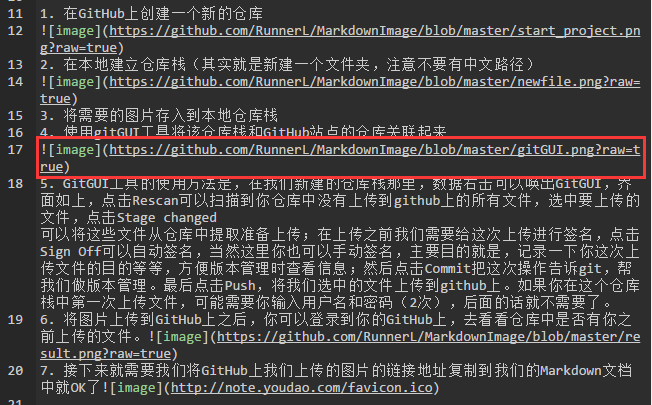 11 1. 在GitHub上创建一个新的仓库
12 ![image](https://github.com/RunnerL/MarkdownImage/blob/master/start_project.pn
g?raw=true)
13 2. 在本地建立仓库栈（其实就是新建一个文件夹，注意不要有中文路径）
14 ![image](https://github.com/RunnerL/MarkdownImage/blob/master/newfile.png?raw=
true)
15 3. 将需要的图片存入到本地仓库栈
16 4. 使用gitGUI工具将该仓库栈和GitHub站点的仓库关联起来
17 ![image](https://github.com/RunnerL/MarkdownImage/blob/master/gitGUI.png?raw=t
rue)
18 5. GitGUI工具的使用方法是，在我们新建的仓库栈那里，数据右击可以唤出GitGUI，界
面如上，点击Rescan可以扫描到你仓库中没有上传到github上的所有文件，选中要上传的
文件，点击Stage changed
可以将这些文件从仓库中提取准备上传；在上传之前我们需要给这次上传进行签名，点击
Sign Off可以自动签名，当然这里你也可以手动签名，主要目的就是，记录一下你这次上
传文件的目的等等，方便版本管理时查看信息；然后点击Commit把这次操作告诉git，帮
我们做版本管理。最后点击Push，将我们选中的文件上传到github上。如果你在这个仓库
栈中第一次上传文件，可能需要你输入用户名和密码（2次），后面的话就不需要了。
19 6. 将图片上传到GitHub上之后，你可以登录到你的GitHub上，去看看仓库中是否有你之
前上传的文件。![image](https://github.com/RunnerL/MarkdownImage/blob/master/re
sult.png?raw=true)
20 7. 接下来就需要我们将GitHub上我们上传的图片的链接地址复制到我们的Markdown文档
中就OK了![image](http://note.youdao.com/favicon.ico)